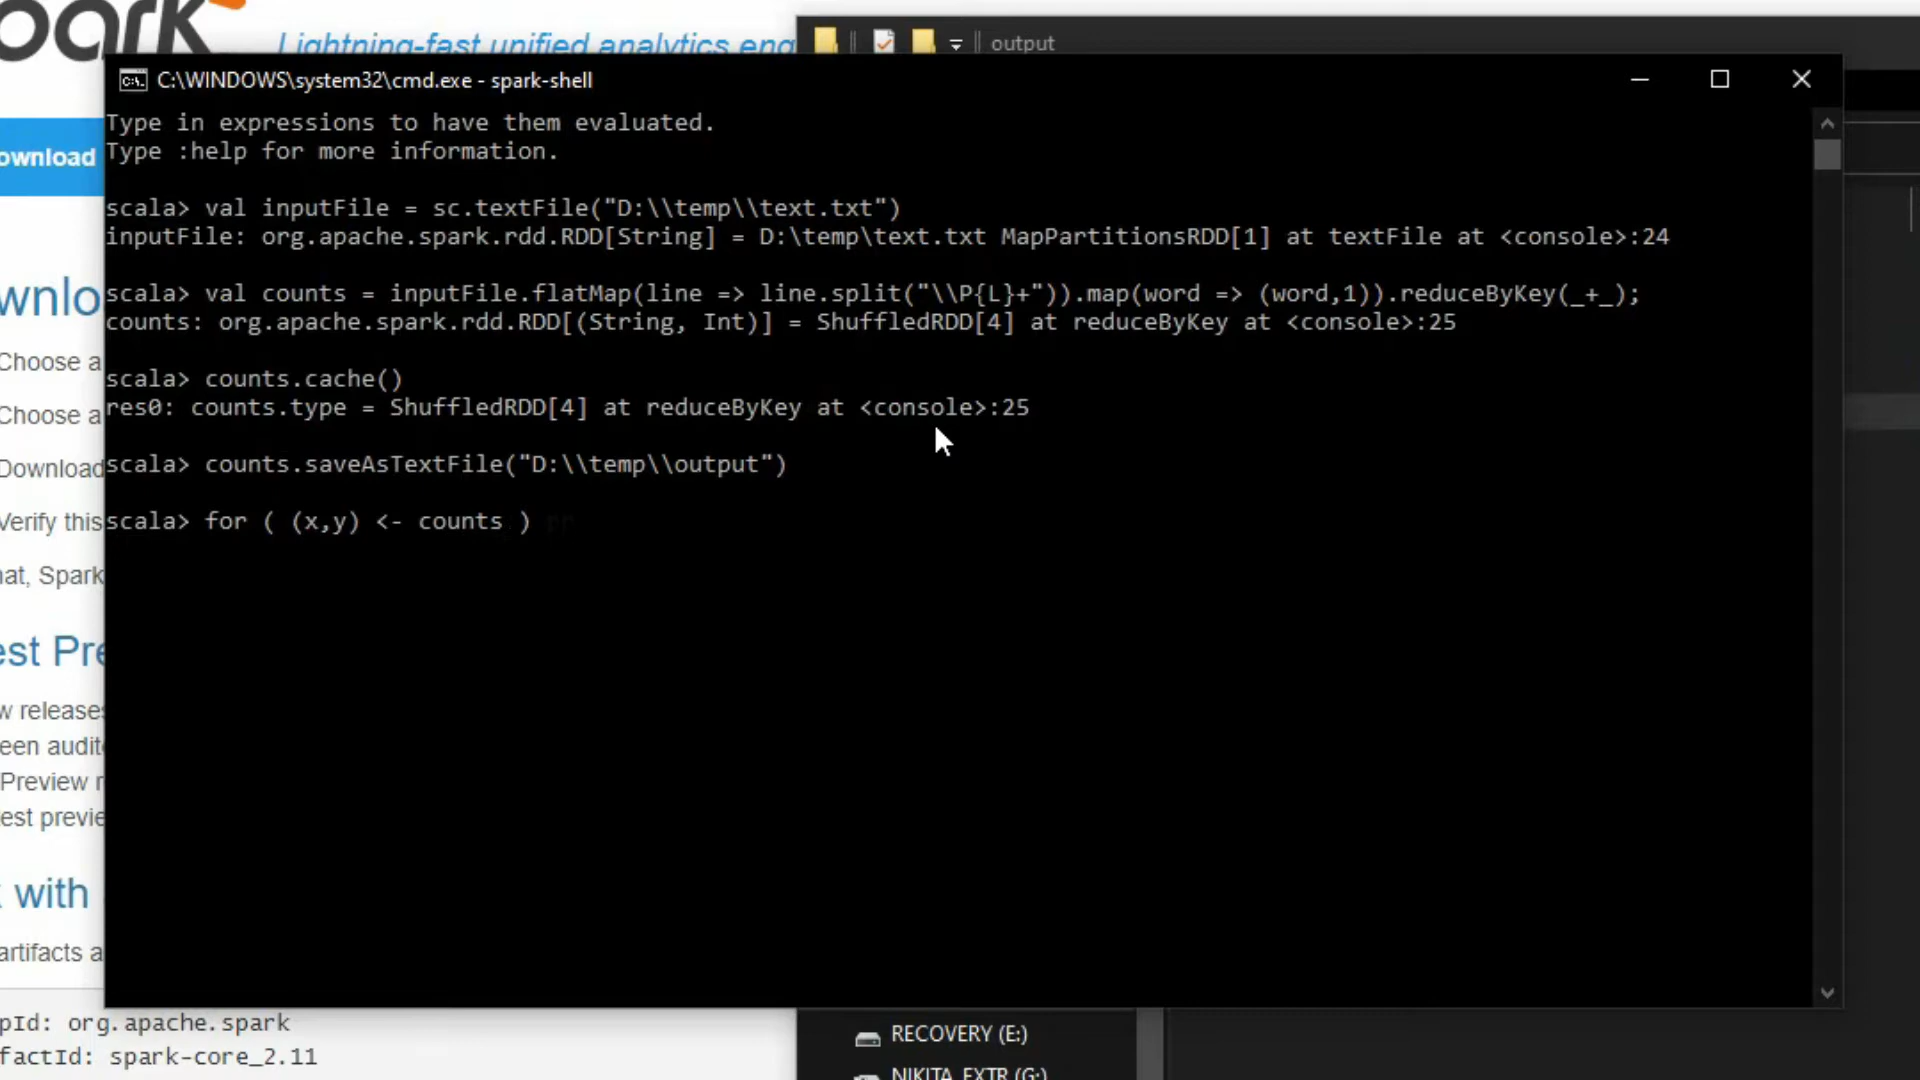 park
Lightning-fast unified analytics eng
output
C:\WINDOWS\system32\cmd.exe - spark-shell
Type in expressions to have them evaluated.
ownload
Type :help for more information.
scala> val inputFile = sc.textFile("D:\\temp\\text.txt")
inputFile: org.apache.spark.rdd.RDD[String] = D:\temp\text.txt MapPartitionsRDD[1] at textFile at <console>:24
wnlo
scala> val counts = inputFile.flatMap(line => line.split("\\P{L}+")).map(word => (word,1)).reduceByKey(_+_);
counts: org.apache.spark.rdd.RDD[(String, Int)] = ShuffledRDD[4] at reduceByKey at <console>:25
Choose a
scala> counts.cache()
res0: counts.type = ShuffledRDD[4] at reduceByKey at <console>:25
Choose a
Download
scala> counts.saveAsTextFile("D:\\temp\\output")
Verify this
scala> for ( (x,y) <- counts ) pr
hat, Spark
est Pre
w releases
een audite
Preview r
est previe
with
artifacts a
pId: org.apache.spark
factId: spark-core_2.11
RECOVERY (E:)
NIKITA_EXTR (G:)